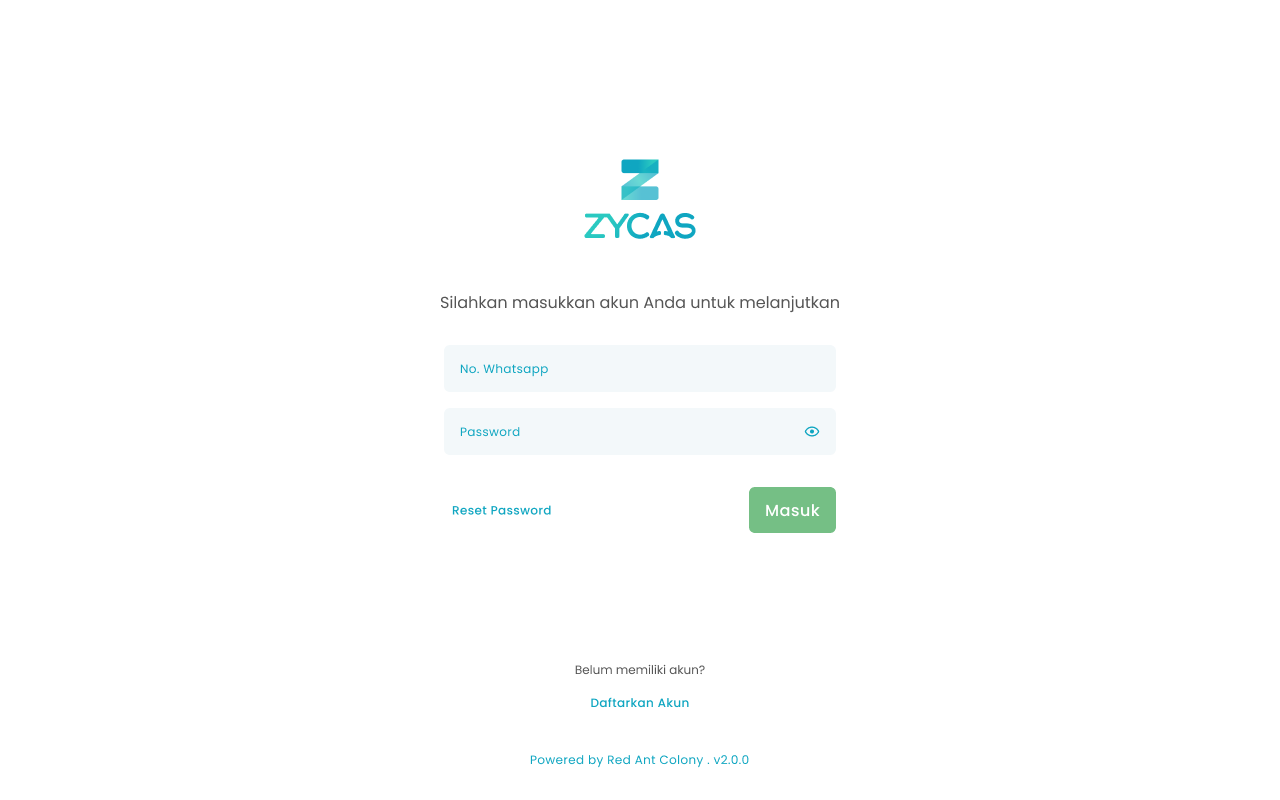 ZYCAS
Silahkan masukkan akun Anda untuk melanjutkan
No. Whatsapp
Password
Reset Password
Masuk
Belum memiliki akun?
Daftarkan Akun
Powered by Red Ant Colony . v2.0.0